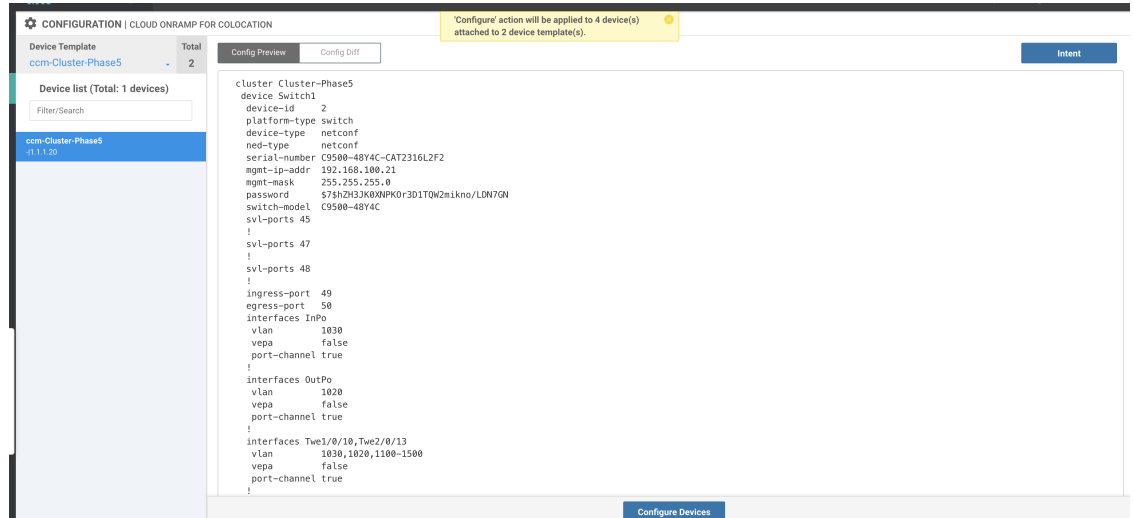 CONFIGURATION | CLOUD ONRAMP FOR COLOCATION
'Configure' action will be applied to 4 device(s)
attached to 2 device template(s).
Device Template
Total
ccm-Cluster-Phase5
2
Device list (Total: 1 devices)
Filter/Search
ccm-Cluster-Phase5
-|1.1.1.20
Config Preview
Config Diff
Intent
cluster Cluster-Phase5
device Switch1
device-id 2
platform-type switch
device-type netconf
ned-type netconf
serial-number C9500-48Y4C-CAT2316L2F2
mgmt-ip-addr 192.168.100.21
mgmt-mask 255.255.255.0
password $7$hZH3JK0XNPKOr3D1TQW2mikno/LDN7GN
switch-model C9500-48Y4C
svl-ports 45
!
svl-ports 47
!
svl-ports 48
!
ingress-port 49
egress-port 50
interfaces InPo
vlan 1030
vepa false
port-channel true
!
interfaces OutPo
vlan 1020
vepa false
port-channel true
!
interfaces Twe1/0/10,Twe2/0/13
vlan 1030,1020,1100-1500
vepa false
port-channel true
!
Configure Devices